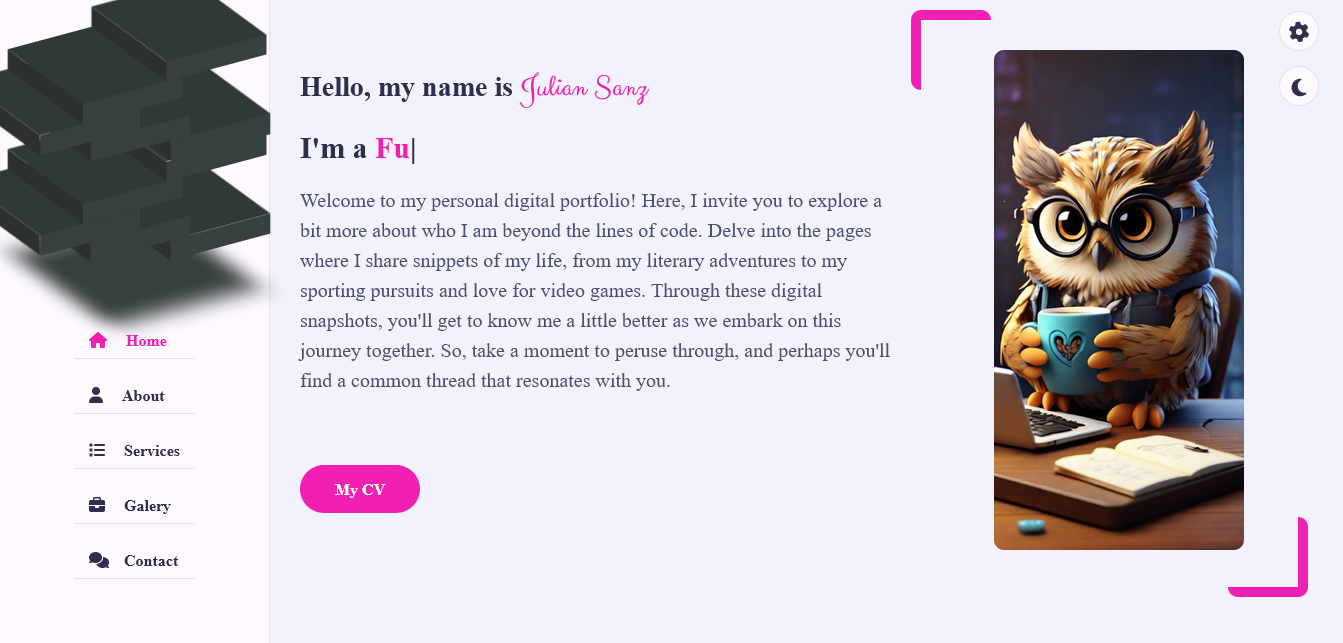 Hello, my name is Julian Sanz
I'm a Fu|
Welcome to my personal digital portfolio! Here, I invite you to explore a
bit more about who I am beyond the lines of code. Delve into the pages
where I share snippets of my life, from my literary adventures to my
sporting pursuits and love for video games. Through these digital
snapshots, you'll get to know me a little better as we embark on this
journey together. So, take a moment to peruse through, and perhaps you'll
find a common thread that resonates with you.
My CV
Home
About
Services
Galery
Contact